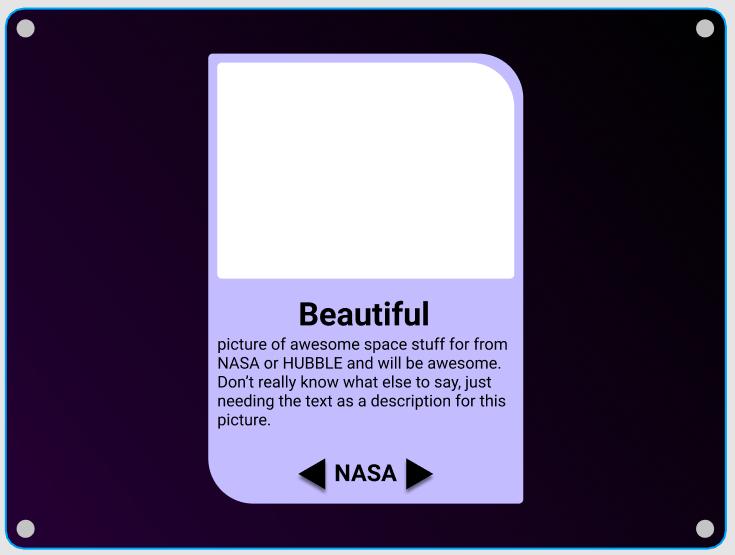 Beautiful
picture of awesome space stuff for from
NASA or HUBBLE and will be awesome.
Don’t really know what else to say, just
needing the text as a description for this
picture.
NASA